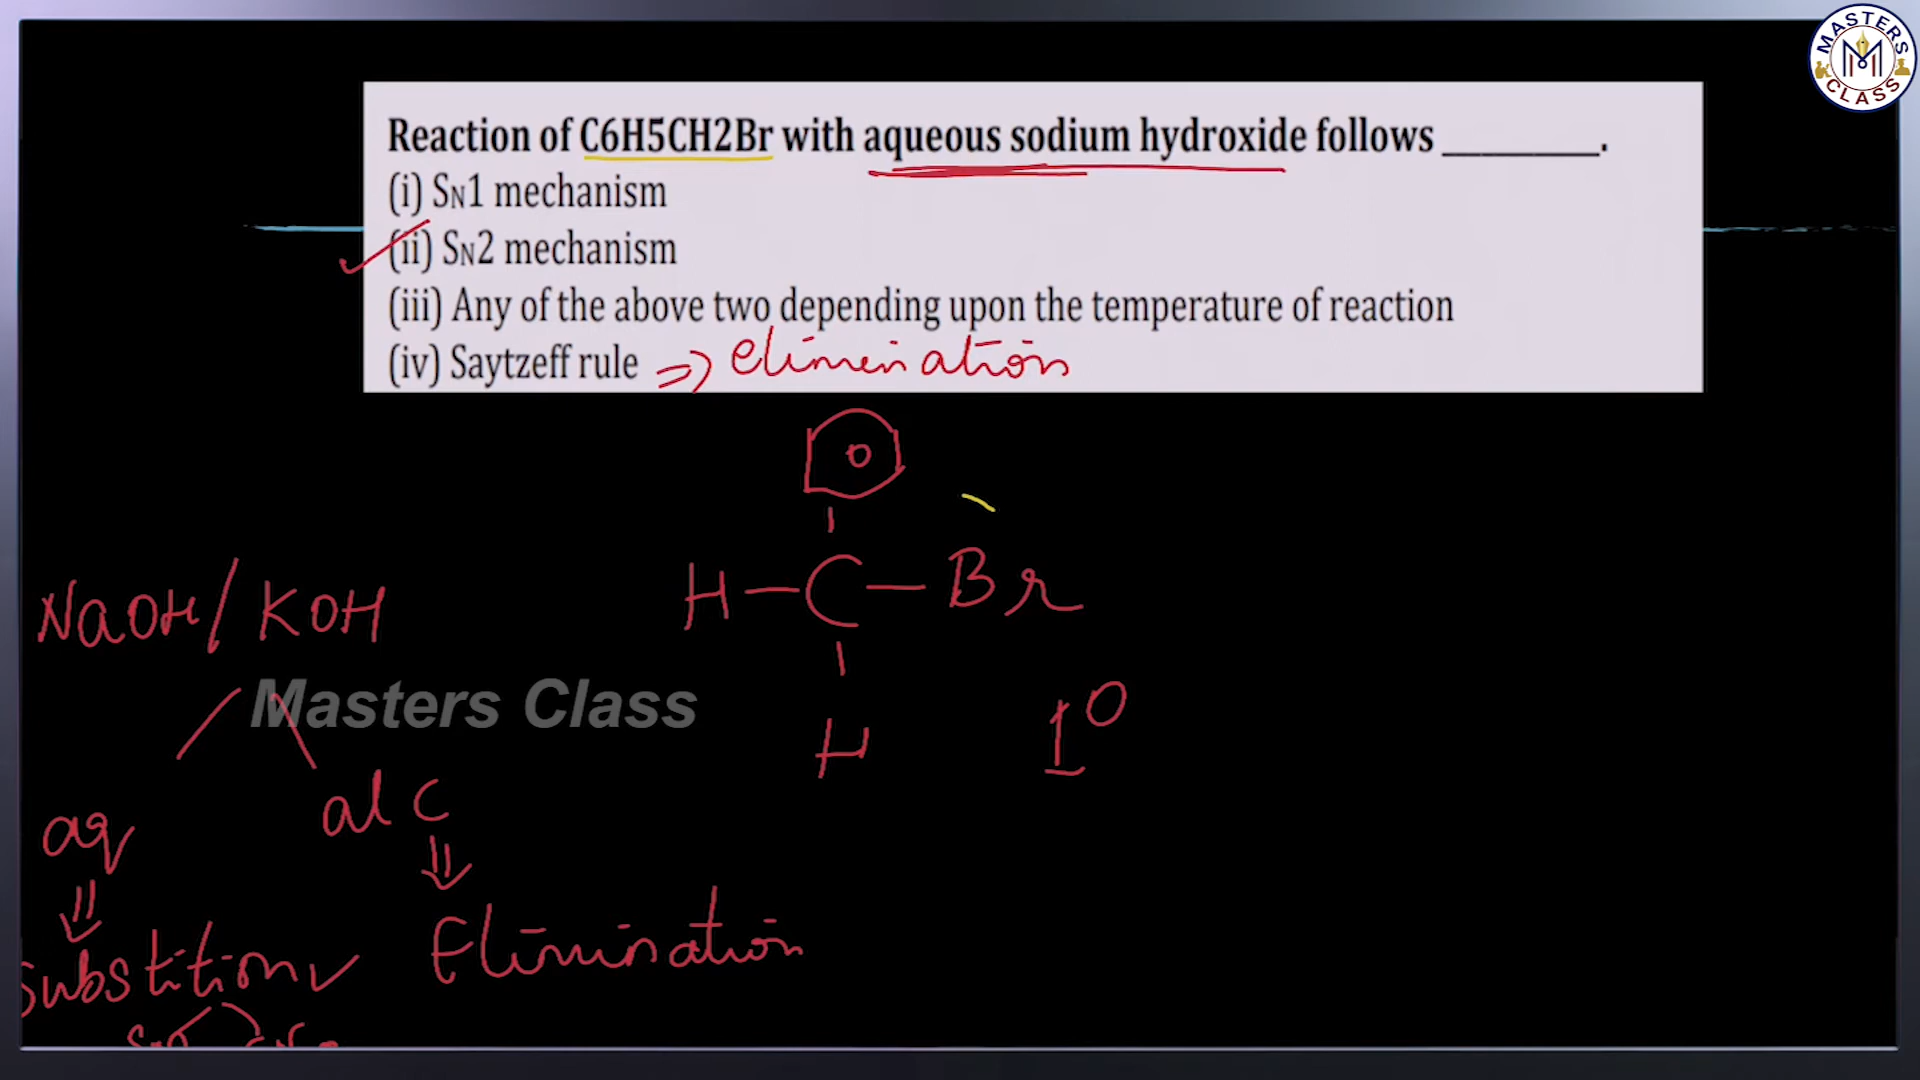 MASTERS
CLASS
Reaction of C6H5CH2Br with aqueous sodium hydroxide follows __________.
(i) SN1 mechanism
(ii) SN2 mechanism
(iii) Any of the above two depending upon the temperature of reaction
(iv) Saytzeff rule ⇒ elimination
H—C—Br
H
1°
NaOH/KOH
Masters Class
aq
alc
Substition
Elimination